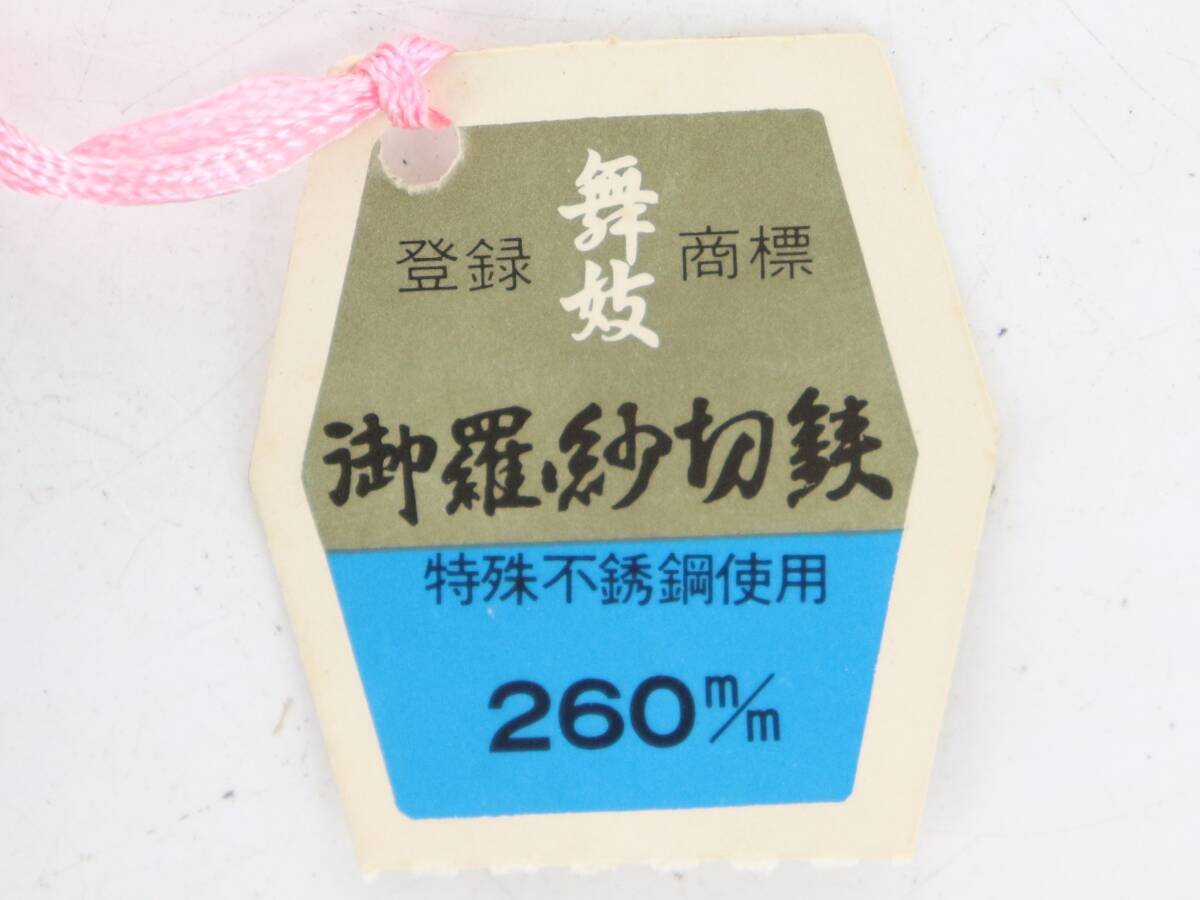 舞妓
登録 商標
御羅紗切鋏
特殊不銹鋼使用
260m/m